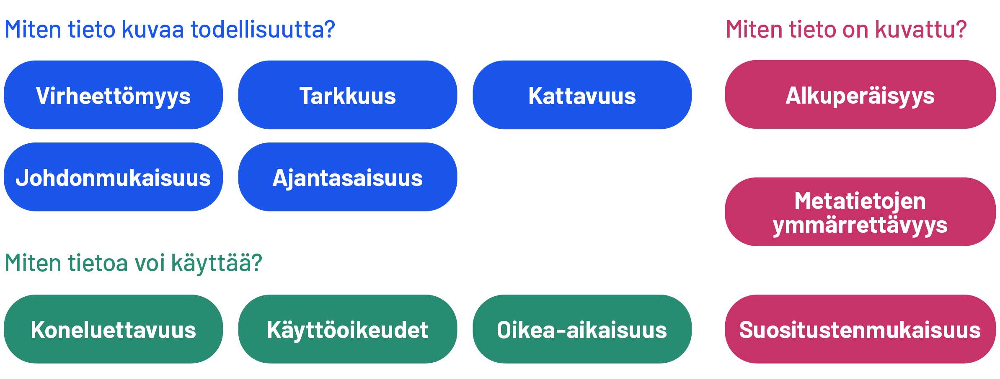 Miten tieto kuvaa todellisuutta?
Virheettömyys
Tarkkuus
Kattavuus
Johdonmukaisuus
Ajantasaisuus
Miten tietoa voi käyttää?
Koneluettavuus
Käyttöoikeudet
Oikea-aikaisuus
Miten tieto on kuvattu?
Alkuperäisyys
Metatietojen
ymmärrettävyys
Suositustenmukaisuus